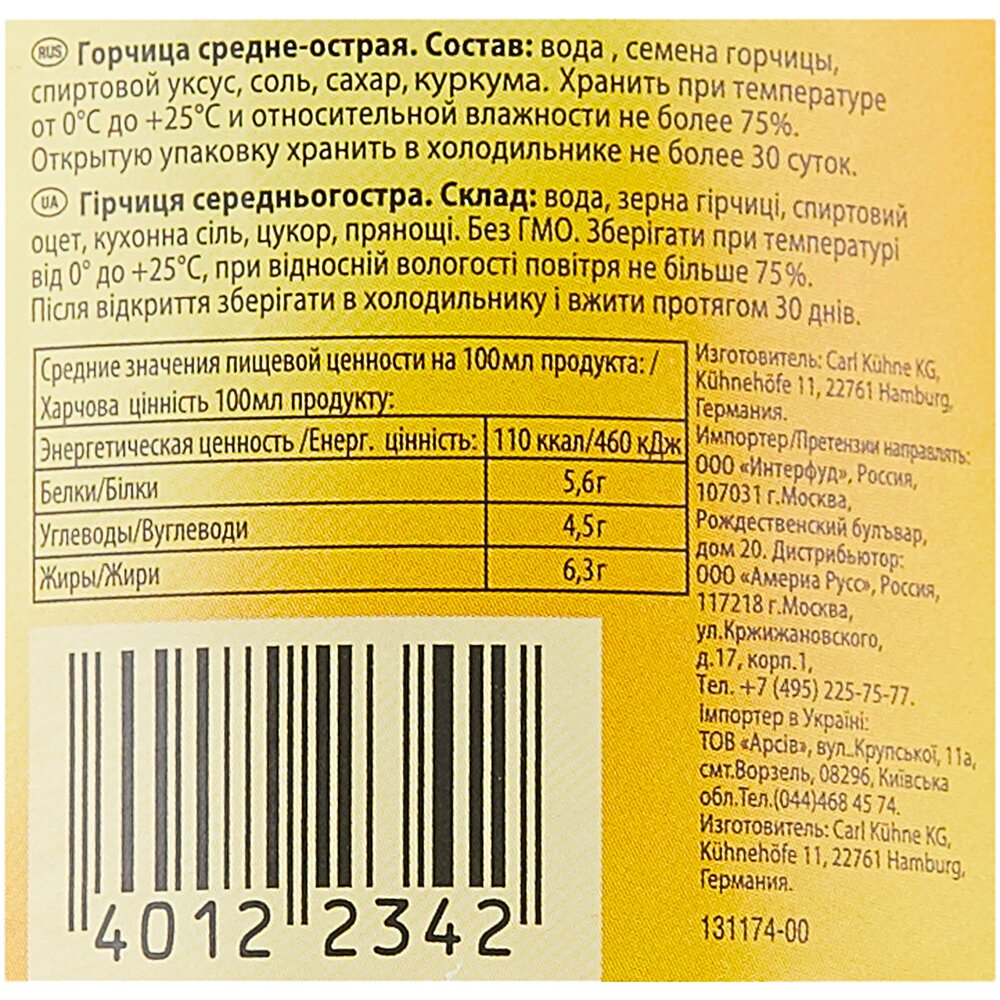 RUS Горчица средне-острая. Состав: вода , семена горчицы,
спиртовой уксус, соль, сахар, куркума. Хранить при температуре
от 0°С до +25°С и относительной влажности не более 75%.
Открытую упаковку хранить в холодильнике не более 30 суток.
UA Гірчиця середньогостра. Склад: вода, зерна гірчиці, спиртовий
оцет, кухонна сіль, цукор, прянощі. Без ГМО. Зберігати при температурі
від 0° до +25°С, при відносній вологості повітря не більше 75%.
Після відкриття зберігати в холодильнику і вжити протягом 30 днів.
Средние значения пищевой ценности на 100мл продукта: /
Харчова цінність 100мл продукту:
Энергетическая ценность /Енерг. цінність: 110 ккал/460 кДж
Белки/Білки 5,6г
Углеводы/Вуглеводи 4,5г
Жиры/Жири 6,3г
Изготовитель: Carl Kühne KG,
Kühnehöfe 11, 22761 Hamburg,
Германия.
Импортер/Претензии направлять:
ООО «Интерфуд», Россия,
107031 г.Москва,
Рождественский булъвар,
дом 20. Дистрибьютор:
ООО «Америа Русс», Россия,
117218 г.Москва,
ул.Кржижановского,
д.17, корп.1,
Тел. +7 (495) 225-75-77.
Імпортер в Україні:
ТОВ «Арсів», вул..Крупської, 11а,
смт.Ворзель, 08296, Київська
обл.Тел.(044)468 45 74.
Изготовитель: Carl Kühne KG,
Kühnehöfe 11, 22761 Hamburg,
Германия.
131174-00
4012 2342